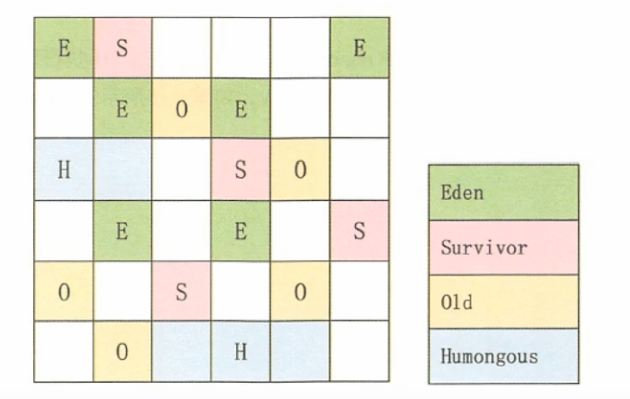 E S E
E O E
H S O
E E S
O S O
O H
Eden
Survivor
Old
Humongous